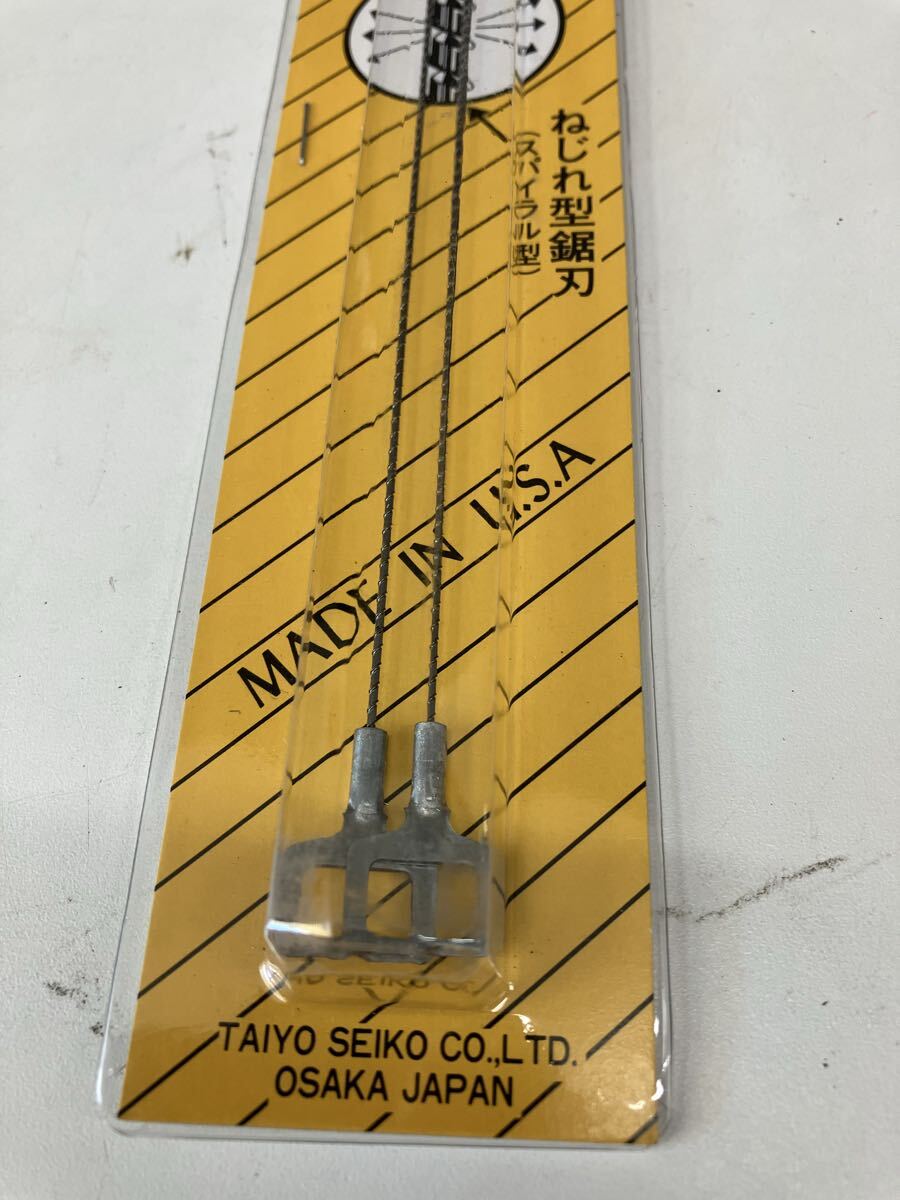 ねじれ型鋸刃
(スパイラル型)
MADE IN U.S.A
TAIYO SEIKO CO.,LTD.
OSAKA JAPAN